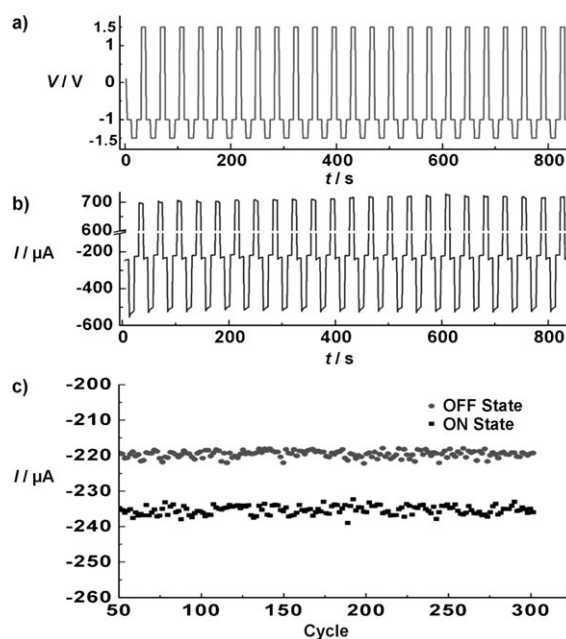 a)
1.5
1
V / V
0
-1
-1.5
0 200 400 600 800
t / s
b)
700
600
I / µA
-200
-400
-600
0 200 400 600 800
t / s
c)
-200
-210
-220
-230
-240
-250
-260
I / µA
OFF State
ON State
50 100 150 200 250 300
Cycle